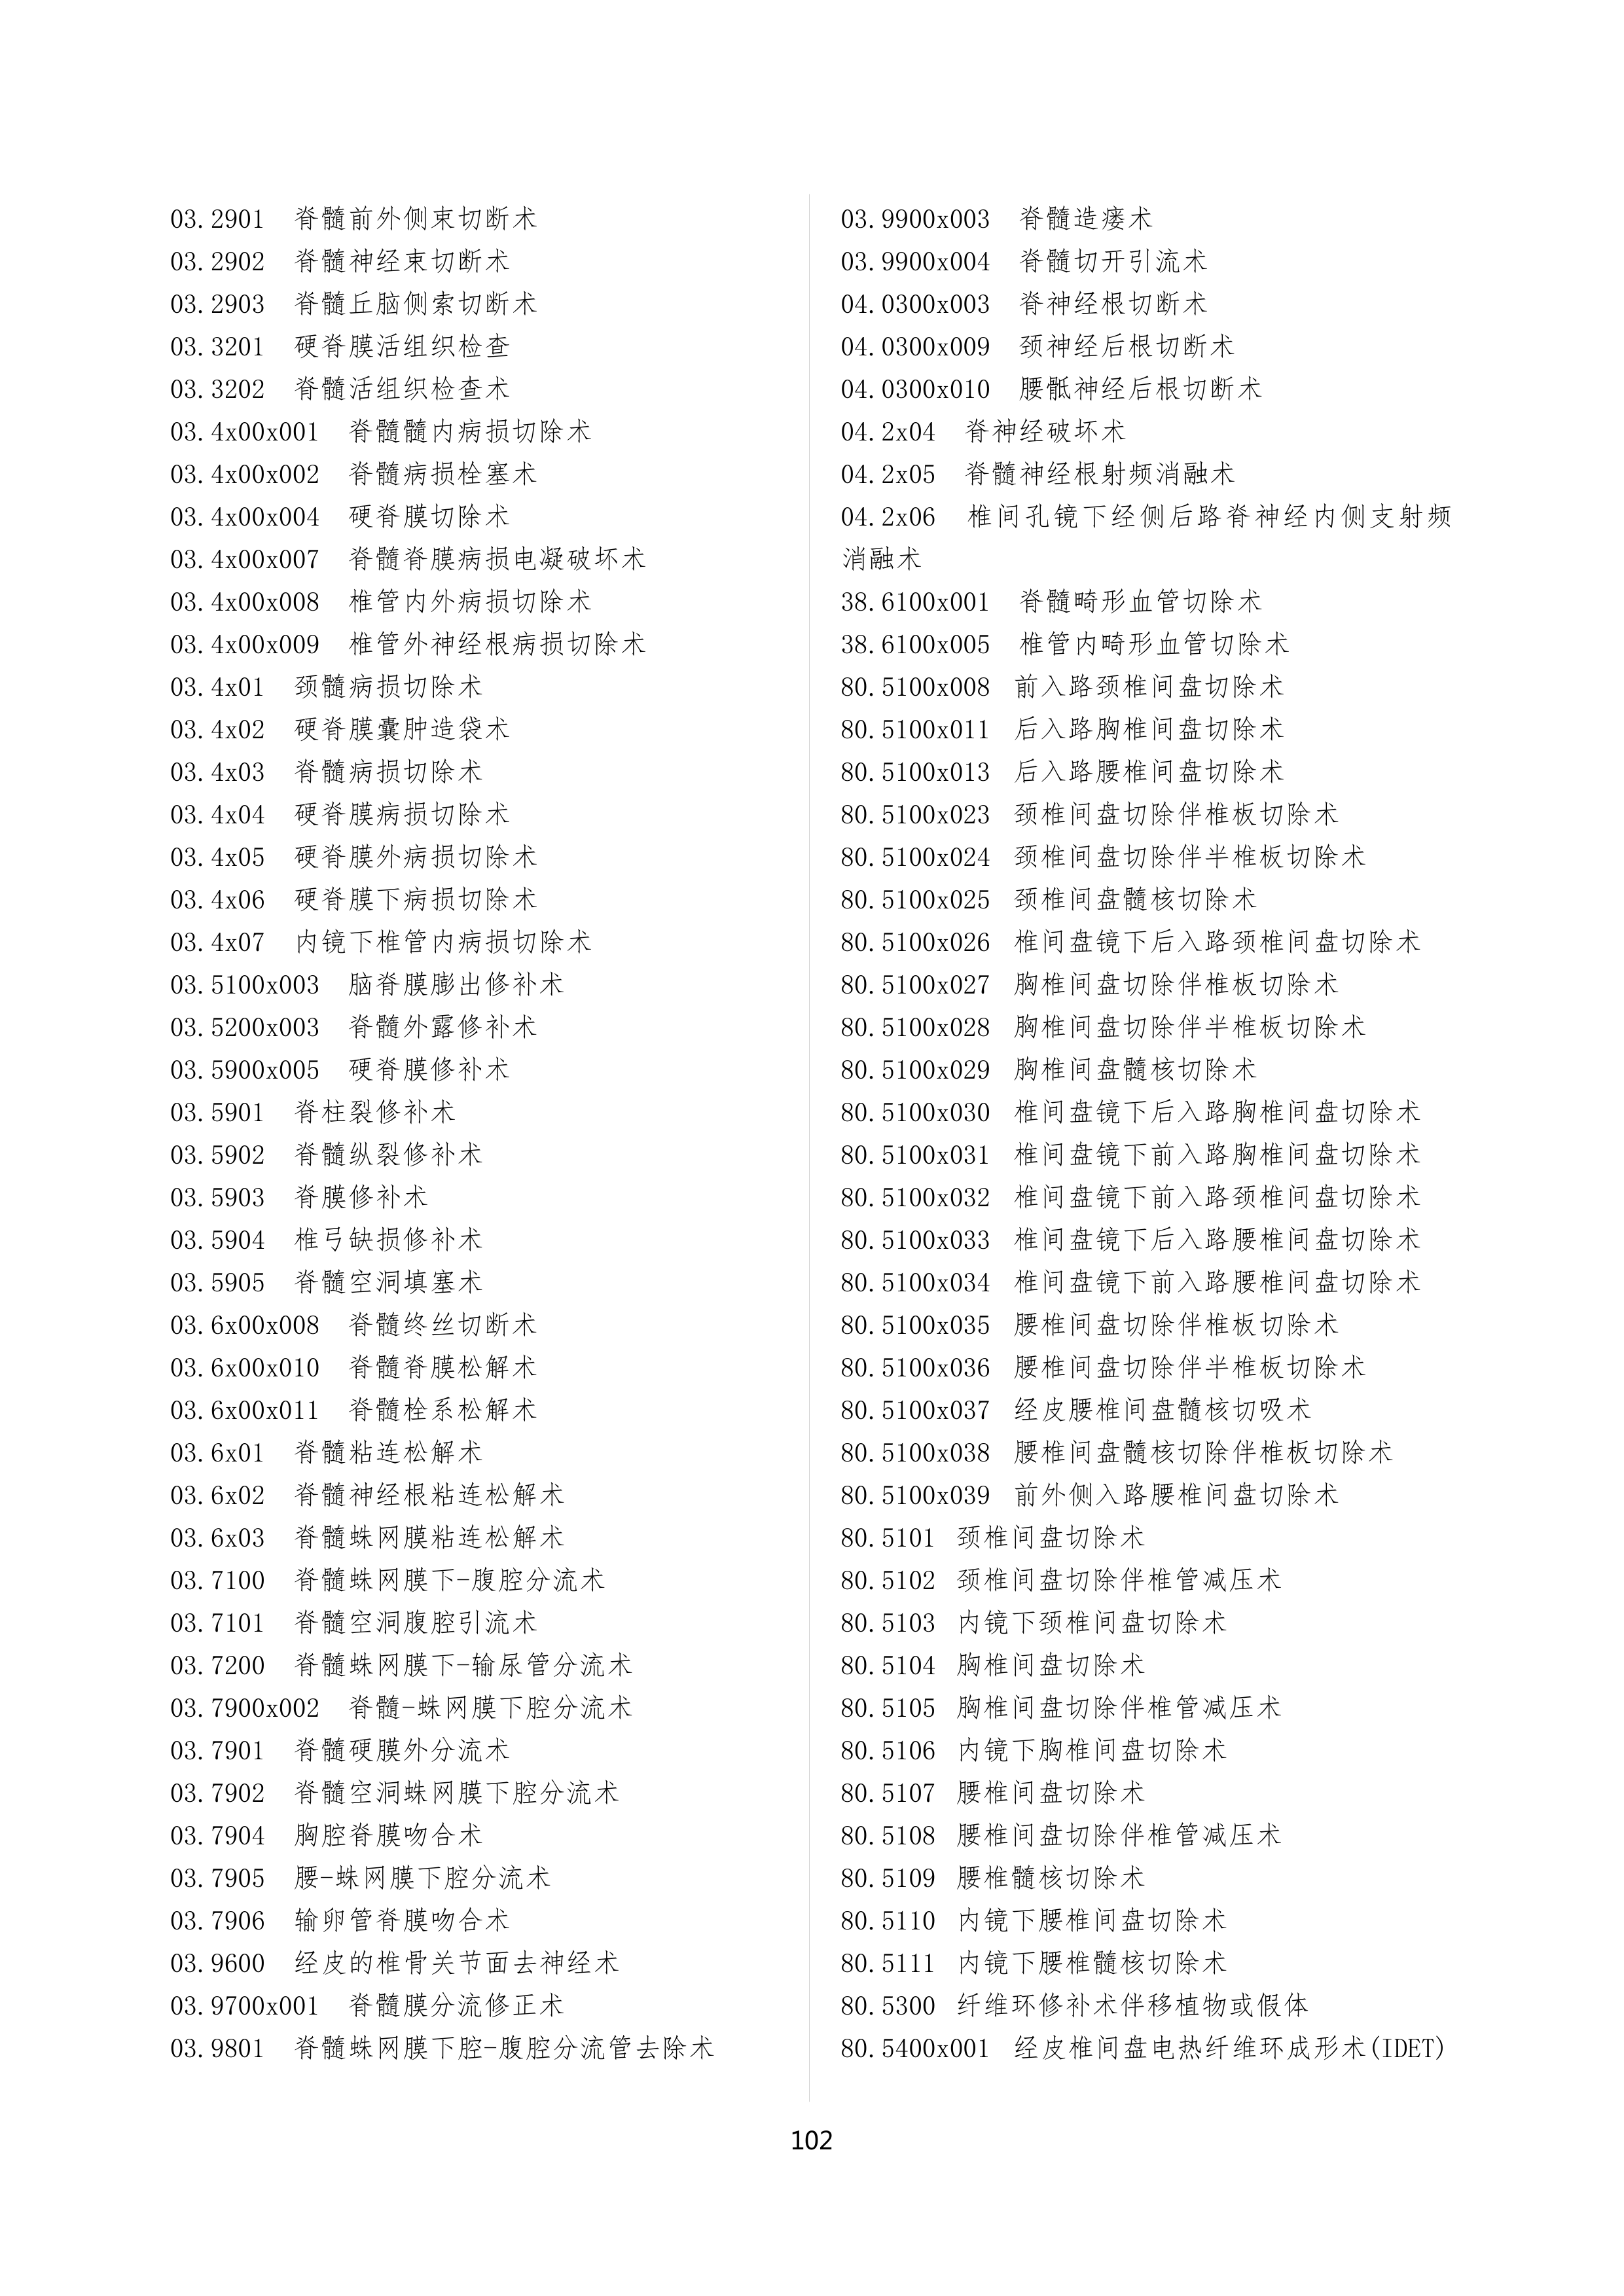 03.2901 脊髓前外侧束切断术
03.2902 脊髓神经束切断术
03.2903 脊髓丘脑侧索切断术
03.3201 硬脊膜活组织检查
03.3202 脊髓活组织检查术
03.4x00x001 脊髓髓内病损切除术
03.4x00x002 脊髓病损栓塞术
03.4x00x004 硬脊膜切除术
03.4x00x007 脊髓脊膜病损电凝破坏术
03.4x00x008 椎管内外病损切除术
03.4x00x009 椎管外神经根病损切除术
03.4x01 颈髓病损切除术
03.4x02 硬脊膜囊肿造袋术
03.4x03 脊髓病损切除术
03.4x04 硬脊膜病损切除术
03.4x05 硬脊膜外病损切除术
03.4x06 硬脊膜下病损切除术
03.4x07 内镜下椎管内病损切除术
03.5100x003 脑脊膜膨出修补术
03.5200x003 脊髓外露修补术
03.5900x005 硬脊膜修补术
03.5901 脊柱裂修补术
03.5902 脊髓纵裂修补术
03.5903 脊膜修补术
03.5904 椎弓缺损修补术
03.5905 脊髓空洞填塞术
03.6x00x008 脊髓终丝切断术
03.6x00x010 脊髓脊膜松解术
03.6x00x011 脊髓栓系松解术
03.6x01 脊髓粘连松解术
03.6x02 脊髓神经根粘连松解术
03.6x03 脊髓蛛网膜粘连松解术
03.7100 脊髓蛛网膜下-腹腔分流术
03.7101 脊髓空洞腹腔引流术
03.7200 脊髓蛛网膜下-输尿管分流术
03.7900x002 脊髓-蛛网膜下腔分流术
03.7901 脊髓硬膜外分流术
03.7902 脊髓空洞蛛网膜下腔分流术
03.7904 胸腔脊膜吻合术
03.7905 腰-蛛网膜下腔分流术
03.7906 输卵管脊膜吻合术
03.9600 经皮的椎骨关节面去神经术
03.9700x001 脊髓膜分流修正术
03.9801 脊髓蛛网膜下腔-腹腔分流管去除术
03.9900x003 脊髓造瘘术
03.9900x004 脊髓切开引流术
04.0300x003 脊神经根切断术
04.0300x009 颈神经后根切断术
04.0300x010 腰骶神经后根切断术
04.2x04 脊神经破坏术
04.2x05 脊髓神经根射频消融术
04.2x06 椎间孔镜下经侧后路脊神经内侧支射频
消融术
38.6100x001 脊髓畸形血管切除术
38.6100x005 椎管内畸形血管切除术
80.5100x008 前入路颈椎间盘切除术
80.5100x011 后入路胸椎间盘切除术
80.5100x013 后入路腰椎间盘切除术
80.5100x023 颈椎间盘切除伴椎板切除术
80.5100x024 颈椎间盘切除伴半椎板切除术
80.5100x025 颈椎间盘髓核切除术
80.5100x026 椎间盘镜下后入路颈椎间盘切除术
80.5100x027 胸椎间盘切除伴椎板切除术
80.5100x028 胸椎间盘切除伴半椎板切除术
80.5100x029 胸椎间盘髓核切除术
80.5100x030 椎间盘镜下后入路胸椎间盘切除术
80.5100x031 椎间盘镜下前入路胸椎间盘切除术
80.5100x032 椎间盘镜下前入路颈椎间盘切除术
80.5100x033 椎间盘镜下后入路腰椎间盘切除术
80.5100x034 椎间盘镜下前入路腰椎间盘切除术
80.5100x035 腰椎间盘切除伴椎板切除术
80.5100x036 腰椎间盘切除伴半椎板切除术
80.5100x037 经皮腰椎间盘髓核切吸术
80.5100x038 腰椎间盘髓核切除伴椎板切除术
80.5100x039 前外侧入路腰椎间盘切除术
80.5101 颈椎间盘切除术
80.5102 颈椎间盘切除伴椎管减压术
80.5103 内镜下颈椎间盘切除术
80.5104 胸椎间盘切除术
80.5105 胸椎间盘切除伴椎管减压术
80.5106 内镜下胸椎间盘切除术
80.5107 腰椎间盘切除术
80.5108 腰椎间盘切除伴椎管减压术
80.5109 腰椎髓核切除术
80.5110 内镜下腰椎间盘切除术
80.5111 内镜下腰椎髓核切除术
80.5300 纤维环修补术伴移植物或假体
80.5400x001 经皮椎间盘电热纤维环成形术(IDET)
102